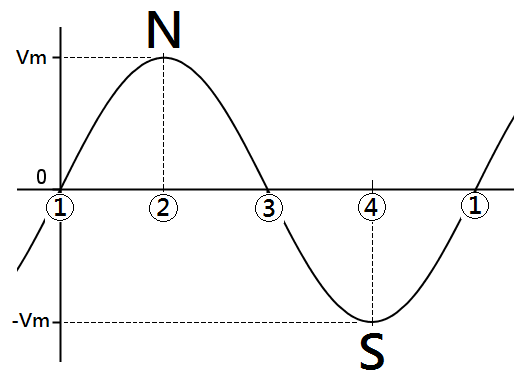 N
Vm
0
① ② ③ ④ ①
-Vm
S